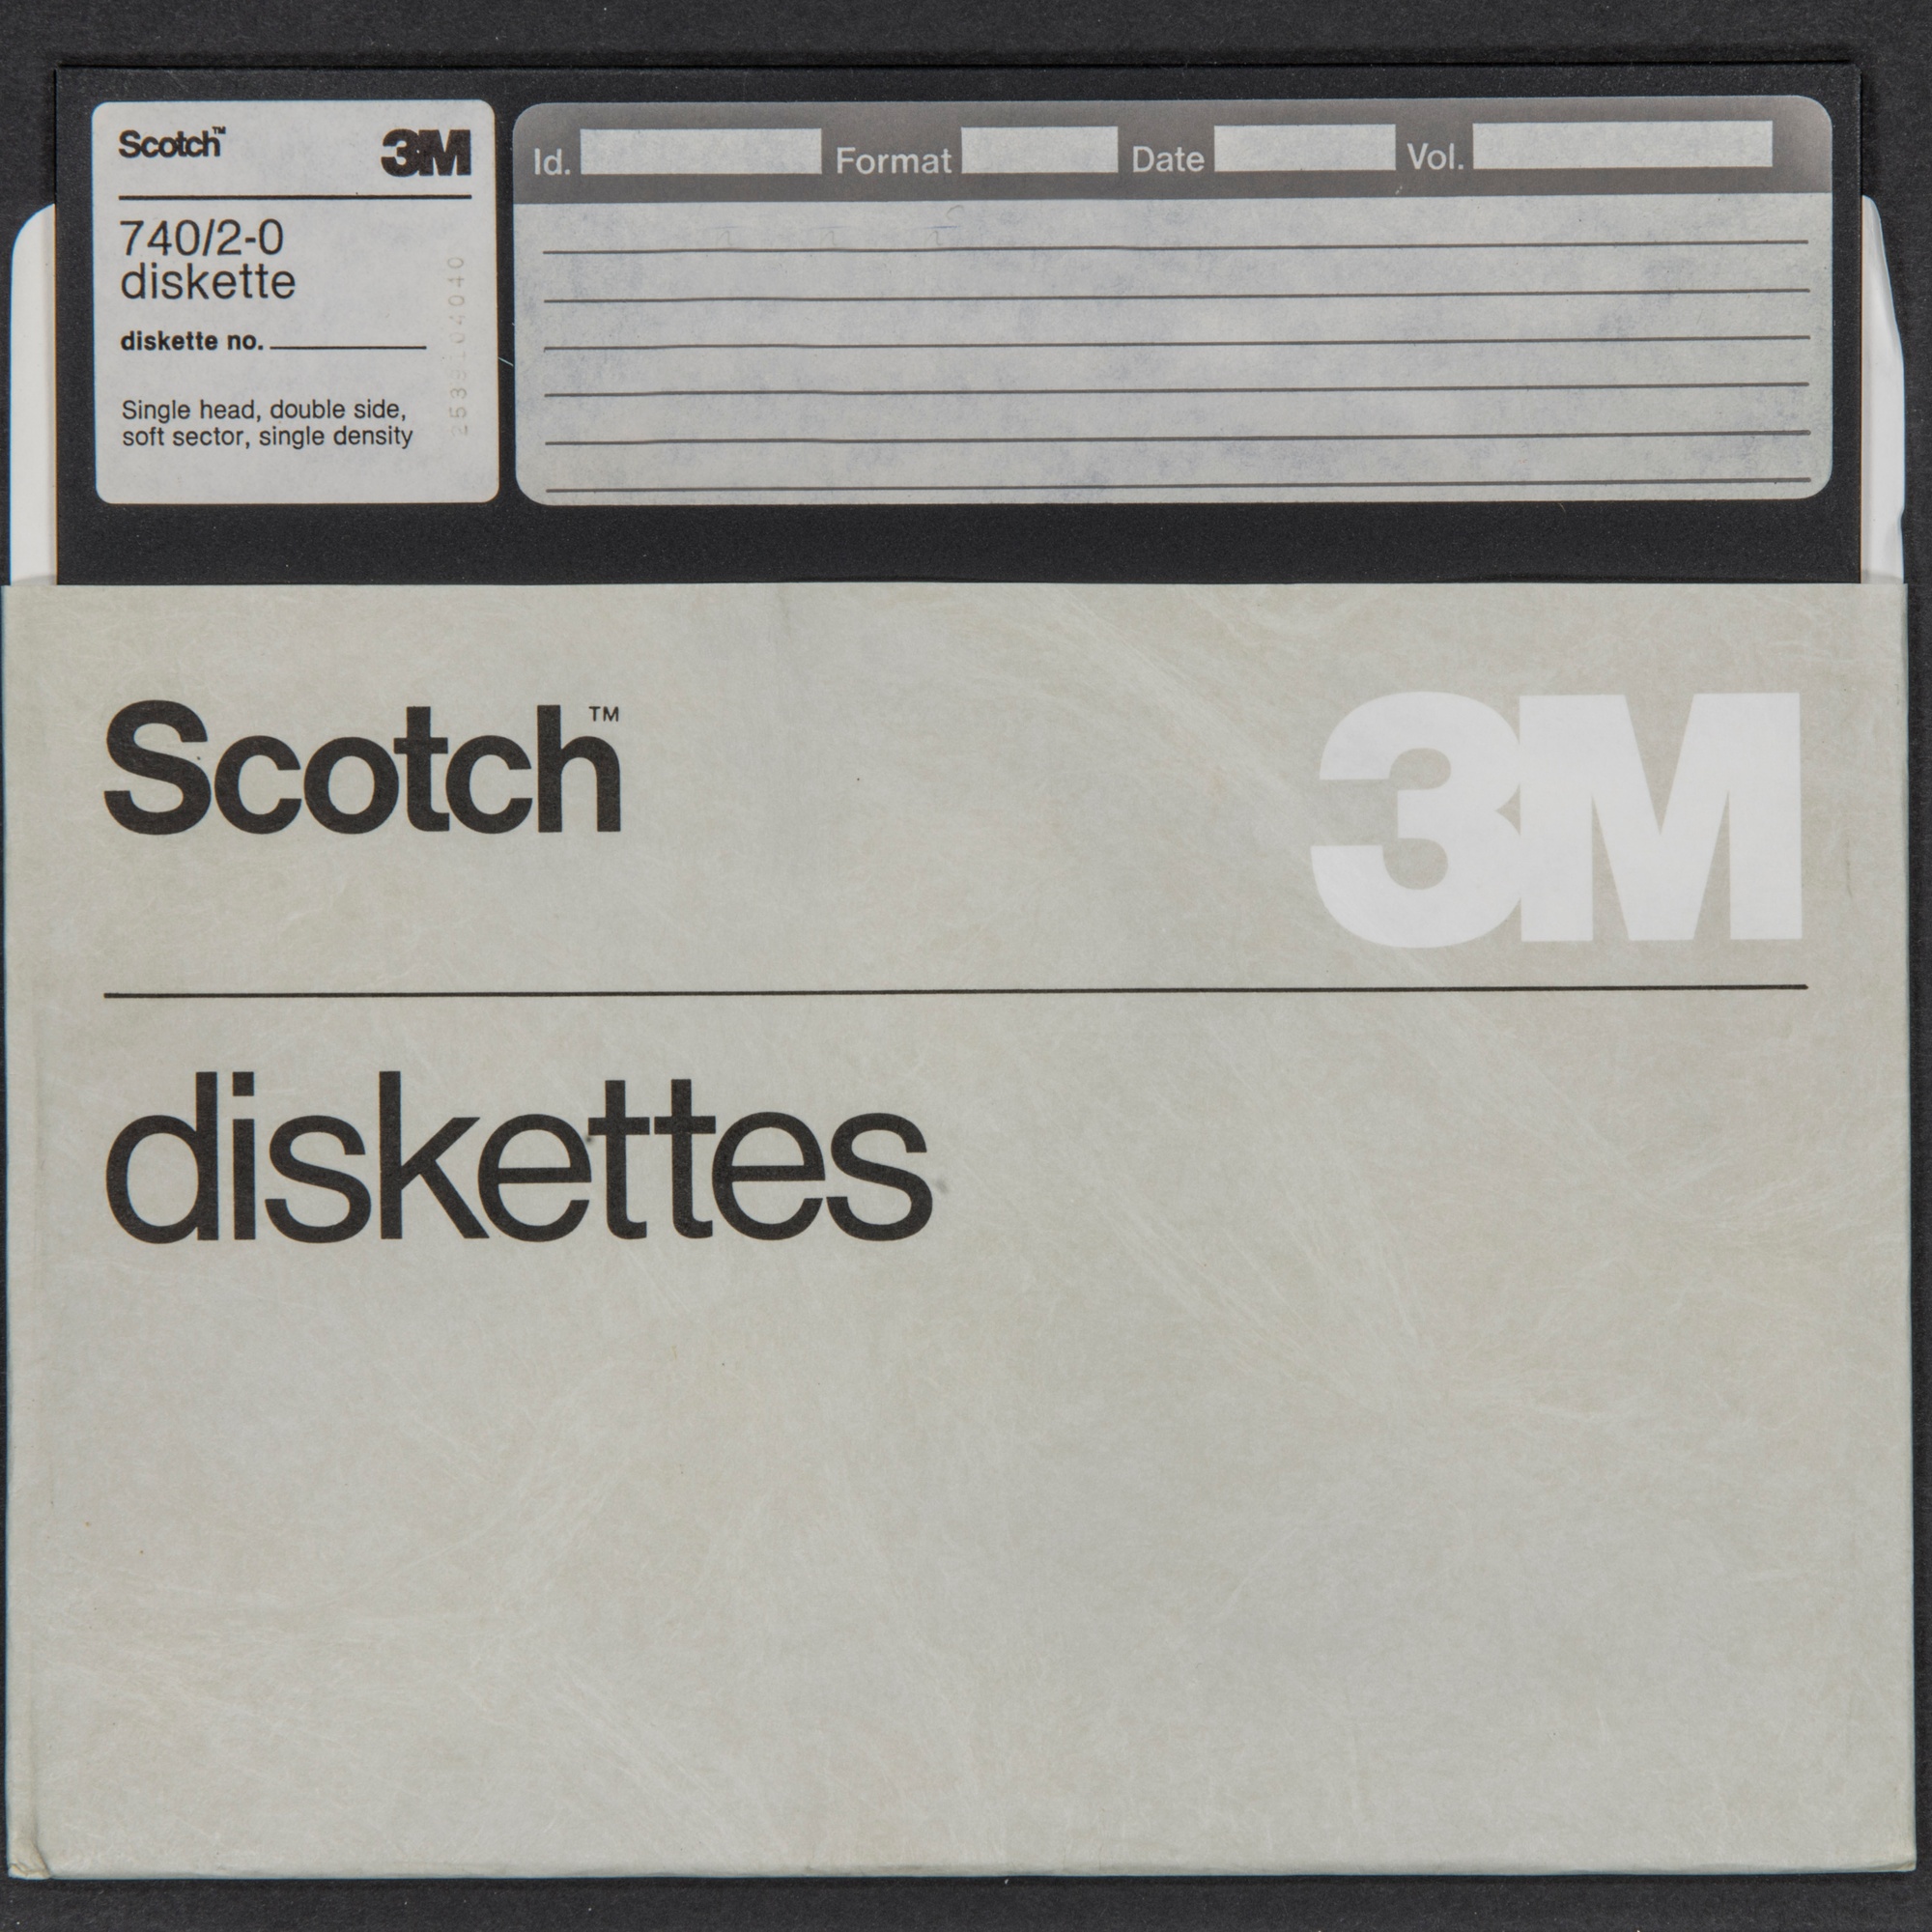 Scotch™ 3M
740/2-0
diskette
diskette no.
Single head, double side,
soft sector, single density
Id. Format Date Vol.
Scotch™ 3M
diskettes